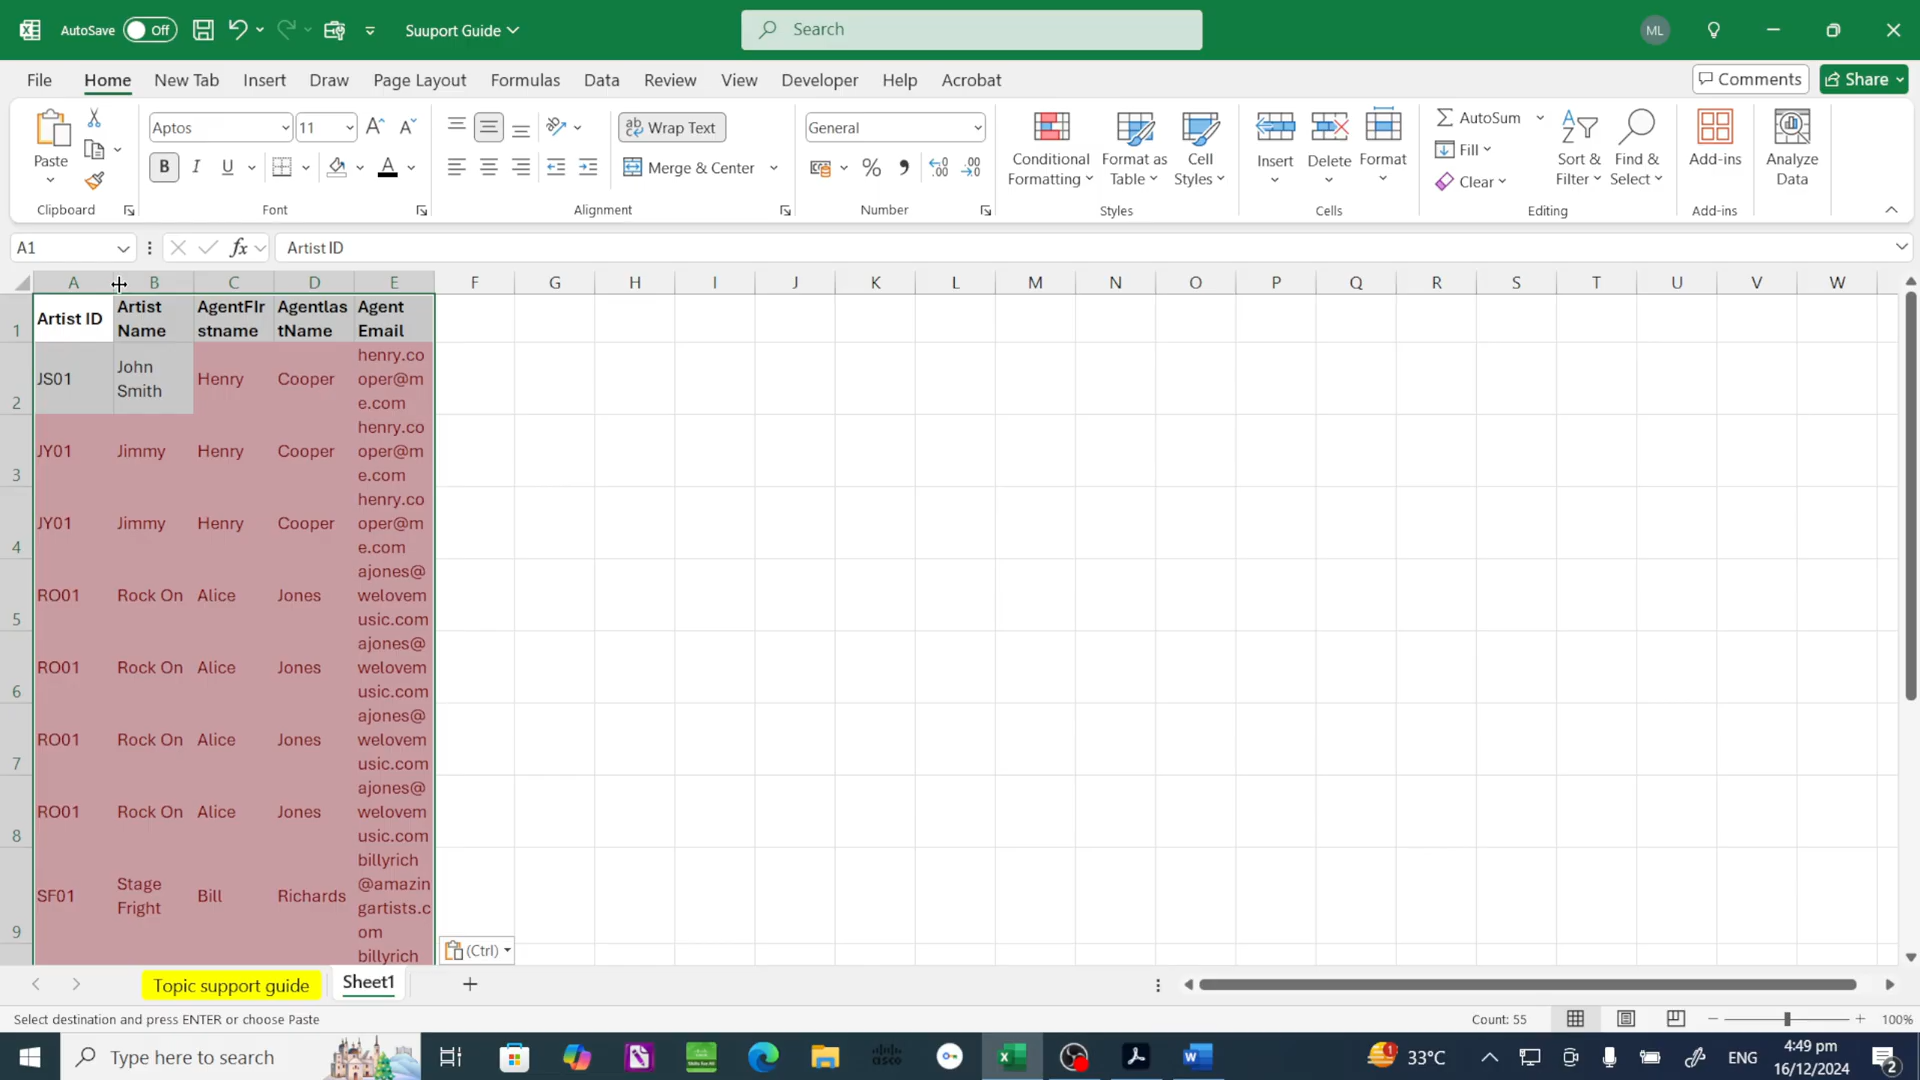 AutoSave Off Suuport Guide Search ML
File Home New Tab Insert Draw Page Layout Formulas Data Review View Developer Help Acrobat Comments Share
Paste Aptos 11 Wrap Text General Conditional Formatting Format as Table Cell Styles Insert Delete Format AutoSum Fill Clear Sort & Filter Find & Select Add-ins Analyze Data
B I U A Merge & Center % 9
Clipboard Font Alignment Number Styles Cells Editing Add-ins
A1 fx Artist ID
A B C D E F G H I J K L M N O P Q R S T U V W
1 Artist ID Artist Name AgentFIrstname AgentlastName Agent Email
2 JS01 John Smith Henry Cooper henry.cooper@me.com
3 JY01 Jimmy Henry Cooper henry.cooper@me.com
4 JY01 Jimmy Henry Cooper henry.cooper@me.com
5 RO01 Rock On Alice Jones ajones@welovemusic.com
6 RO01 Rock On Alice Jones ajones@welovemusic.com
7 RO01 Rock On Alice Jones ajones@welovemusic.com
8 RO01 Rock On Alice Jones ajones@welovemusic.com
9 SF01 Stage Fright Bill Richards billyrich@amazingartists.com
billyrich
(Ctrl)
Topic support guide Sheet1
Select destination and press ENTER or choose Paste Count: 55 100%
Type here to search 33°C ENG 4:49 pm
16/12/2024 2